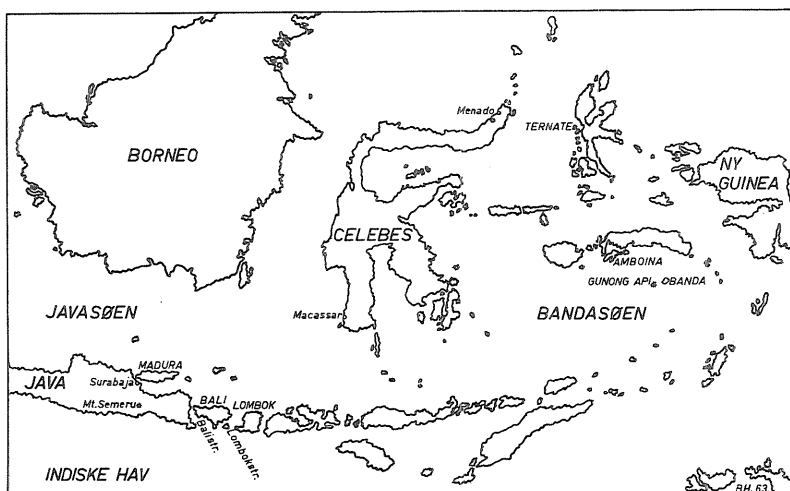 Menado
TERNATE
BORNEO
NY
GUINEA
CELEBES
AMBOINA
GUNONG API
BANDA
JAVASØEN
Macassar
BANDASØEN
MADURA
JAVA
Surabaja
BALI
LOMBOK
Mt.Semeru
Balistr.
Lombokstr.
INDISKE HAV
BH.63